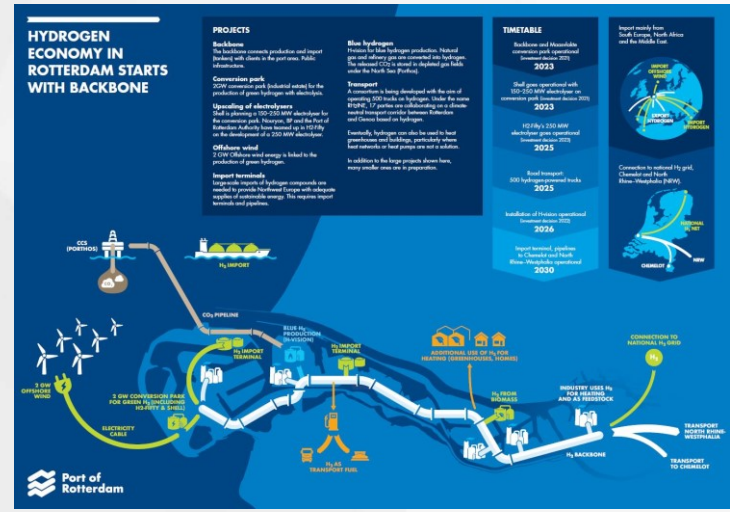 HYDROGEN
ECONOMY IN
ROTTERDAM STARTS
WITH BACKBONE
PROJECTS
Backbone
The backbone connects production and import
(tankers) with clients in the port area. Public
infrastructure.
Conversion park
2GW conversion park (industrial estate) for the
production of green hydrogen with electrolysis.
Upscaling of electrolysers
Shell is planning a 150-250 MW electrolyser for
the conversion park. Nouryon, BP and the Port of
Rotterdam Authority have teamed up in H2-Fifty
on the development of a 250 MW electrolyser.
Offshore wind
2 GW Offshore wind energy is linked to the
production of green hydrogen.
Import terminals
Large-scale imports of hydrogen compounds are
needed to provide Northwest Europe with adequate
supplies of sustainable energy. This requires import
terminals and pipelines.
Blue hydrogen
H-vision for blue hydrogen production. Natural
gas and refinery gas are converted into hydrogen.
The released CO2 is stored in depleted gas fields
under the North Sea (Porthos).
Transport
A consortium is being developed with the aim of
operating 500 trucks on hydrogen. Under the name
RH2INE, 17 parties are collaborating on a climate-
neutral transport corridor between Rotterdam
and Genoa based on hydrogen.
Eventually, hydrogen can also be used to heat
greenhouses and buildings, particularly where
heat networks or heat pumps are not a solution.
In addition to the large projects shown here,
many smaller ones are in preparation.
TIMETABLE
Backbone and Maasvlakte
conversion park operational
(investment decision 2021)
2023
Shell goes operational with
150-250 MW electrolyser on
conversion park (investment decision 2021)
2023
H2-Fifty's 250 MW
electrolyser goes operational
(investment decision 2022)
2025
Road transport:
500 hydrogen-powered trucks
2025
Installation of H-vision operational
(investment decision 2022)
2026
Import terminal, pipelines
to Chemelot and North
Rhine-Westphalia operational
2030
Import mainly from
South Europe, North Africa
and the Middle East.
IMPORT
OFFSHORE
WIND
IMPORT
HYDROGEN
EXPORT
HYDROGEN
Connection to national H2 grid,
Chemelot and North
Rhine-Westphalia (NRW).
NATIONAL
H2 NET
NRW
CHEMELOT
CCS
(PORTHOS)
CO2
H2 IMPORT
CO2 PIPELINE
BLUE H2
PRODUCTION
(H-VISION)
H2 IMPORT
TERMINAL
H2 IMPORT
TERMINAL
ADDITIONAL USE OF H2 FOR
HEATING (GREENHOUSES, HOMES)
CONNECTION TO
NATIONAL H2 GRID
H2
2 GW
OFFSHORE
WIND
2 GW CONVERSION PARK
FOR GREEN H2 (INCLUDING
H2-FIFTY & SHELL)
ELECTRICITY
CABLE
H2 AS
TRANSPORT FUEL
H2 FROM
BIOMASS
INDUSTRY USES H2
FOR HEATING
AND AS FEEDSTOCK
H2 BACKBONE
TRANSPORT
NORTH RHINE-
WESTPHALIA
TRANSPORT
TO CHEMELOT
Port of
Rotterdam